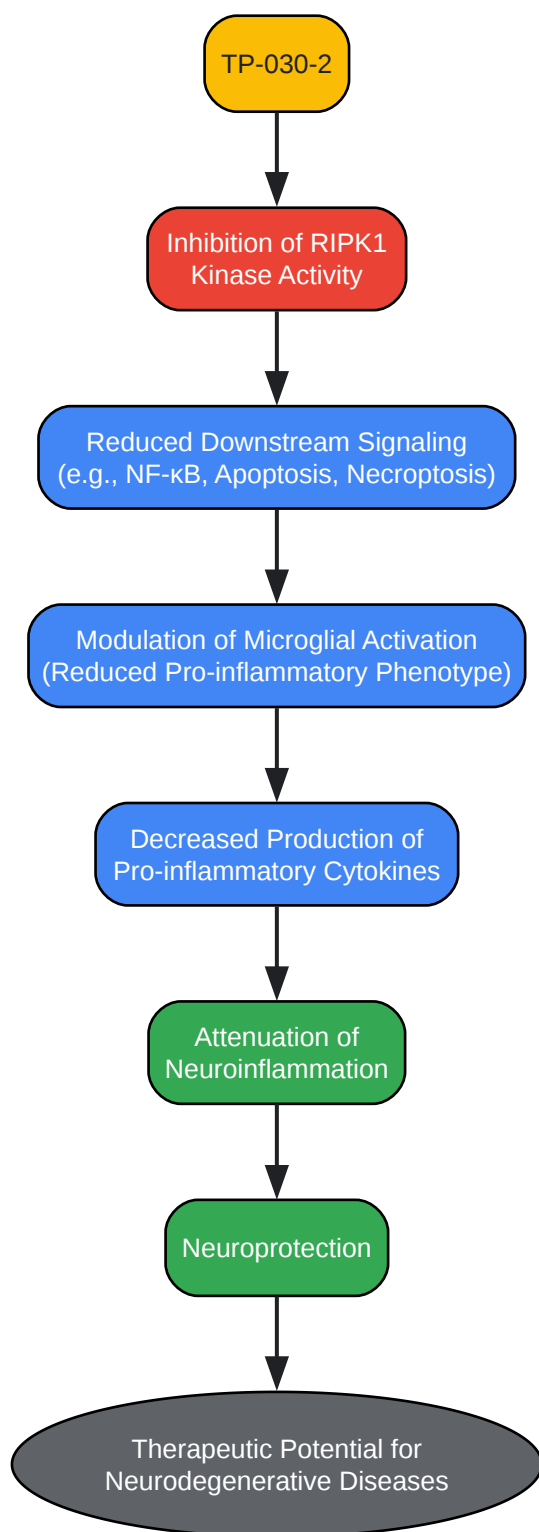 TP-030-2
Inhibition of RIPK1
Kinase Activity
Reduced Downstream Signaling
(e.g., NF-κB, Apoptosis, Necroptosis)
Modulation of Microglial Activation
(Reduced Pro-inflammatory Phenotype)
Decreased Production of
Pro-inflammatory Cytokines
Attenuation of
Neuroinflammation
Neuroprotection
Therapeutic Potential for
Neurodegenerative Diseases